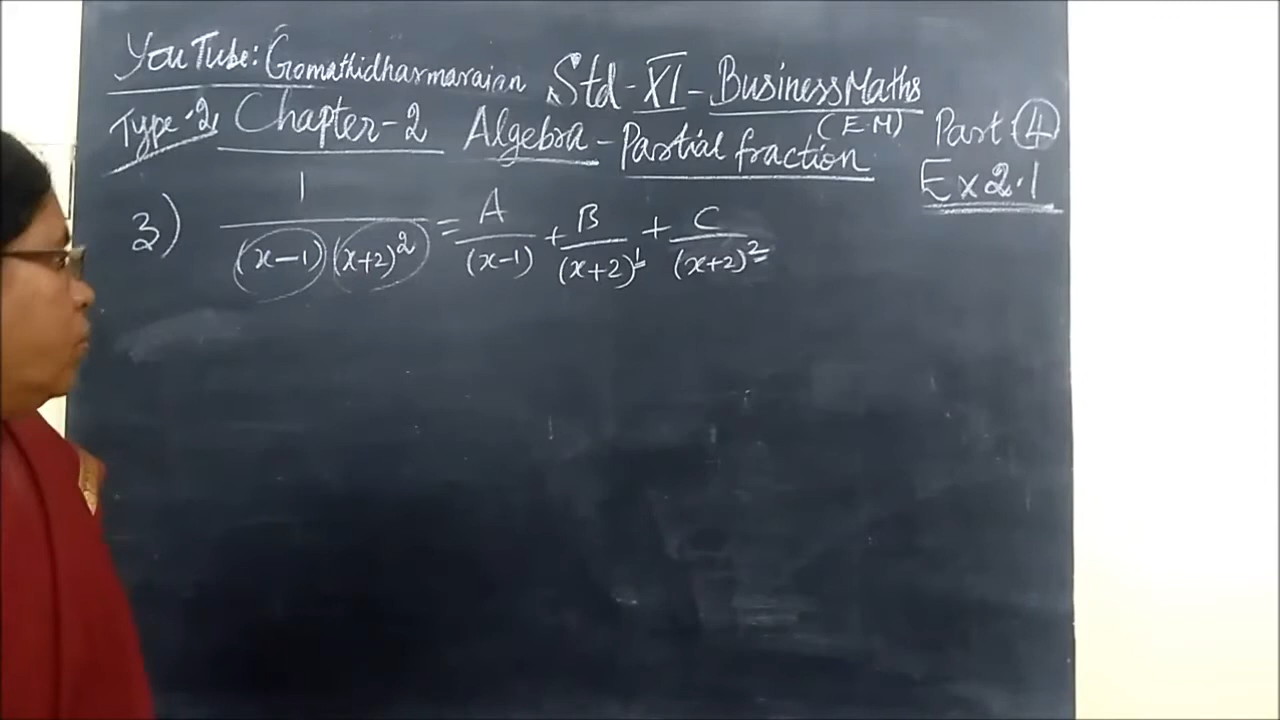 YouTube: Gomathidharmarajan Std-XI-Business Maths
Type-2, Chapter-2 Algebra - Partial fraction (E.M) Part 4
Ex 2.1
3) 1/((x-1)(x+2)²) = A/(x-1) + B/(x+2)¹ + C/(x+2)²